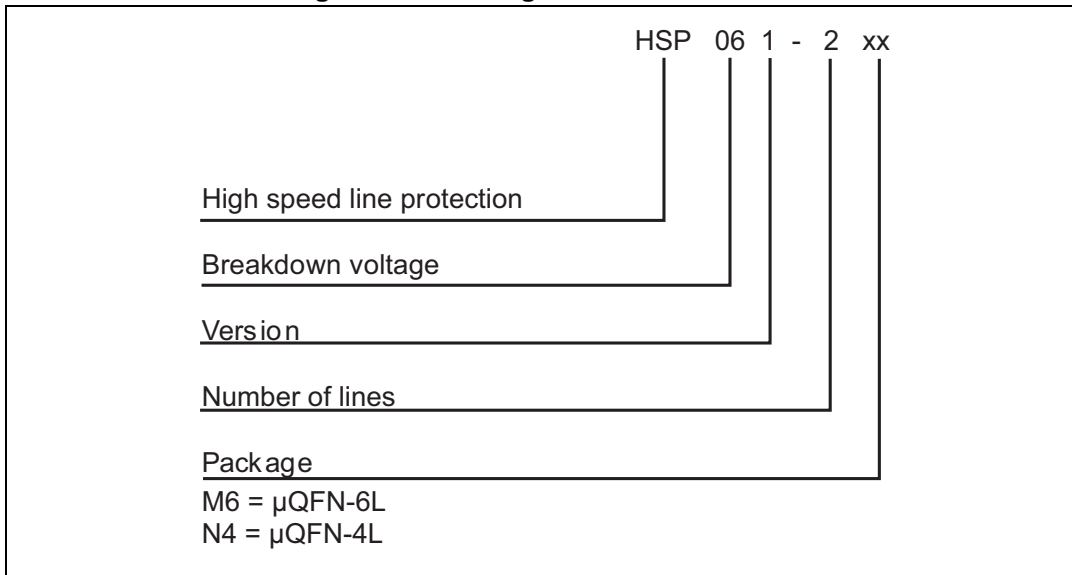 HSP 06 1 - 2 xx
High speed line protection
Breakdown voltage
Version
Number of lines
Package
M6 = µQFN-6L
N4 = µQFN-4L